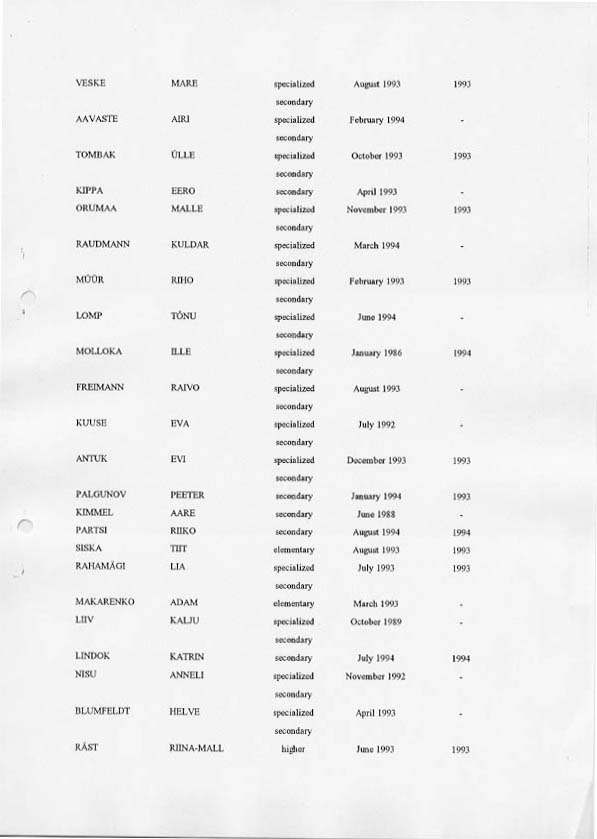 VESKE MARE specialized August 1993 1993
secondary
AAVASTE AIRI specialized February 1994 -
secondary
TOMBAK ÜLLE specialized October 1993 1993
secondary
KIPPA EERO secondary April 1993 -
ORUMAA MALLE specialized November 1993 1993
secondary
RAUDMANN KULDAR specialized March 1994 -
secondary
MÜÜR RIHO specialized February 1993 1993
secondary
LOMP TÕNU specialized June 1994 -
secondary
MOLLOKA ILLE specialized January 1986 1994
secondary
FREIMANN RAIVO specialized August 1993 -
secondary
KUUSE EVA specialized July 1992 -
secondary
ANTUK EVI specialized December 1993 1993
secondary
PALGUNOV PEETER secondary January 1994 1993
KIMMEL AARE secondary June 1988 -
PARTSI RIIKO secondary August 1994 1994
SISKA TIIT elementary August 1993 1993
RAHAMÄGI LIA specialized July 1993 1993
secondary
MAKARENKO ADAM elementary March 1993 -
LIIV KALJU specialized October 1989 -
secondary
LINDOK KATRIN secondary July 1994 1994
NISU ANNELI specialized November 1992 -
secondary
BLUMFELDT HELVE specialized April 1993 -
secondary
RÄST RIINA-MALL higher June 1993 1993